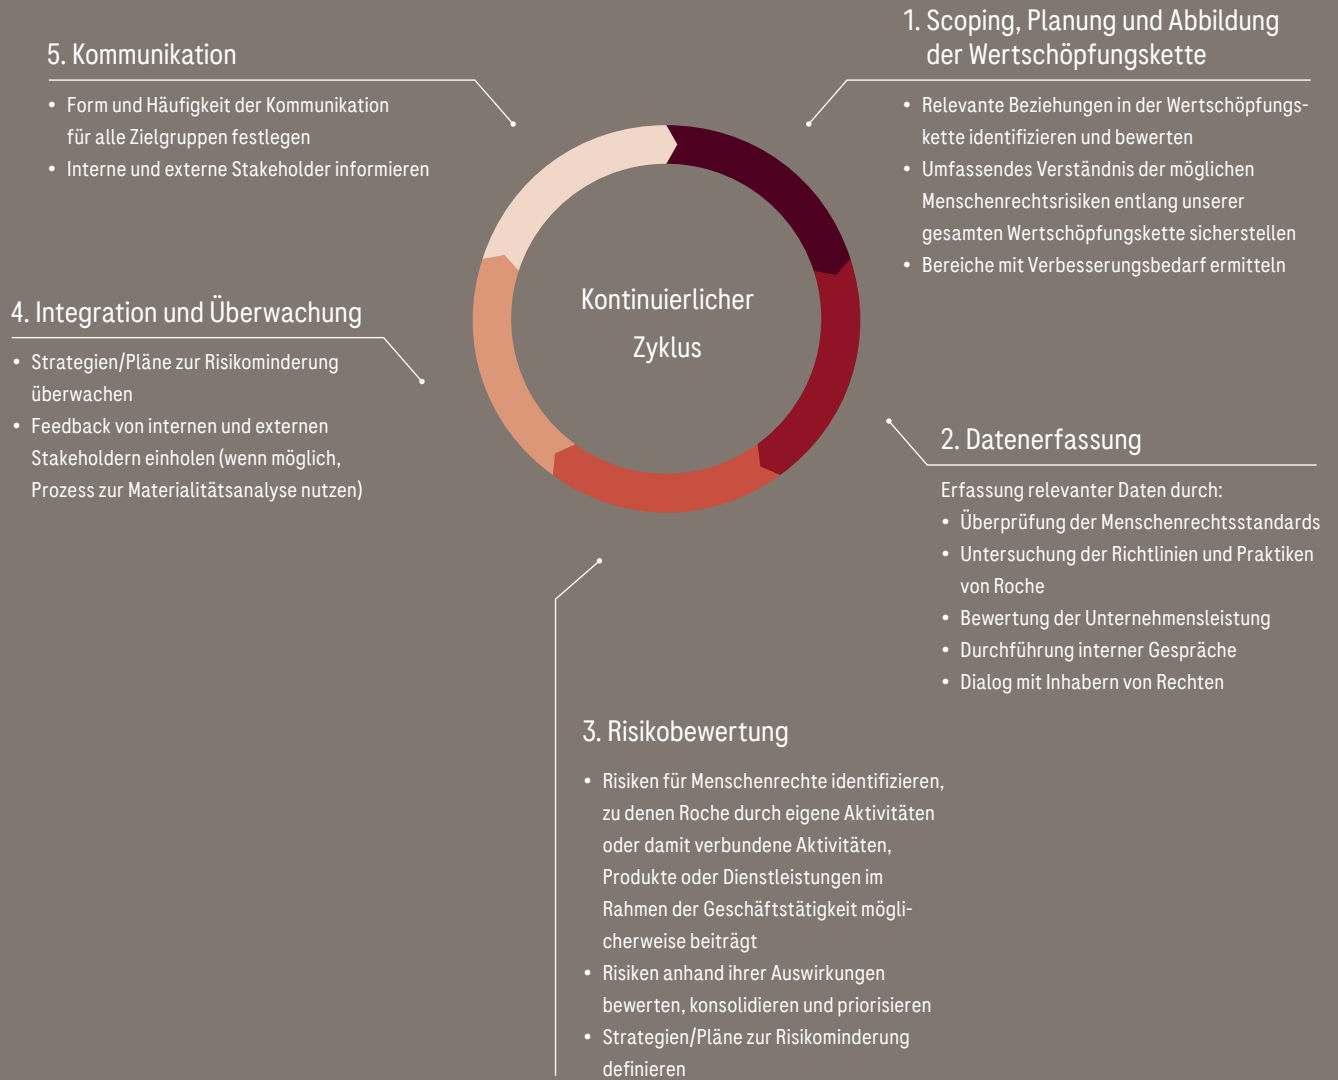 1. Scoping, Planung und Abbildung
der Wertschöpfungskette
• Relevante Beziehungen in der Wertschöpfungs-
kette identifizieren und bewerten
• Umfassendes Verständnis der möglichen
Menschenrechtsrisiken entlang unserer
gesamten Wertschöpfungskette sicherstellen
• Bereiche mit Verbesserungsbedarf ermitteln
2. Datenerfassung
Erfassung relevanter Daten durch:
• Überprüfung der Menschenrechtsstandards
• Untersuchung der Richtlinien und Praktiken
von Roche
• Bewertung der Unternehmensleistung
• Durchführung interner Gespräche
• Dialog mit Inhabern von Rechten
3. Risikobewertung
• Risiken für Menschenrechte identifizieren,
zu denen Roche durch eigene Aktivitäten
oder damit verbundene Aktivitäten,
Produkte oder Dienstleistungen im
Rahmen der Geschäftstätigkeit mögli-
cherweise beiträgt
• Risiken anhand ihrer Auswirkungen
bewerten, konsolidieren und priorisieren
• Strategien/Pläne zur Risikominderung
definieren
4. Integration und Überwachung
• Strategien/Pläne zur Risikominderung
überwachen
• Feedback von internen und externen
Stakeholdern einholen (wenn möglich,
Prozess zur Materialitätsanalyse nutzen)
5. Kommunikation
• Form und Häufigkeit der Kommunikation
für alle Zielgruppen festlegen
• Interne und externe Stakeholder informieren
Kontinuierlicher
Zyklus